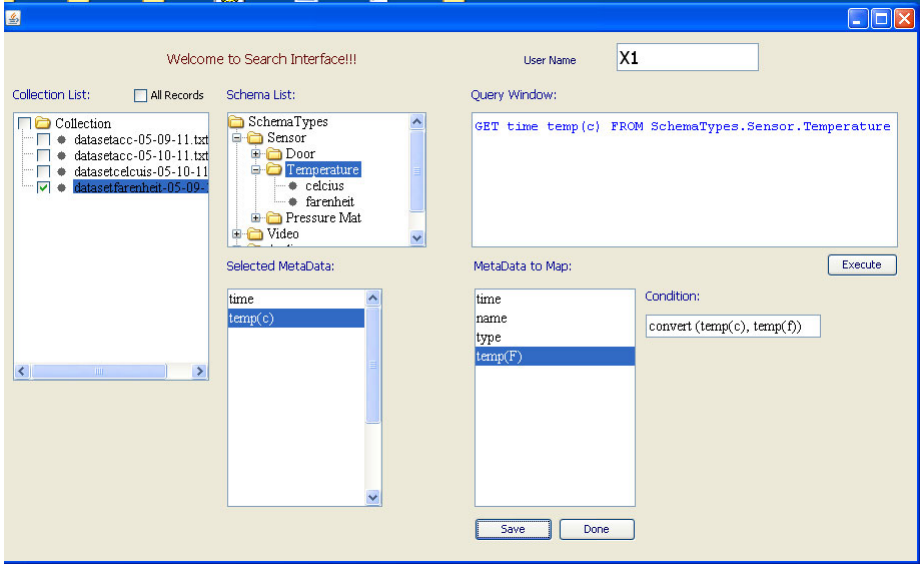 Welcome to Search Interface!!!
User Name
X1
Collection List:
All Records
Schema List:
Query Window:
Collection
datasetacc-05-09-11.txt
datasetacc-05-10-11.txt
datasetcelcuis-05-10-11
datasetfarenheit-05-09-
SchemaTypes
Sensor
Door
Temperature
celcius
farenheit
Pressure Mat
Video
GET time temp(c) FROM SchemaTypes.Sensor.Temperature
Execute
Selected MetaData:
time
temp(c)
MetaData to Map:
time
name
type
temp(F)
Condition:
convert (temp(c), temp(f))
Save
Done